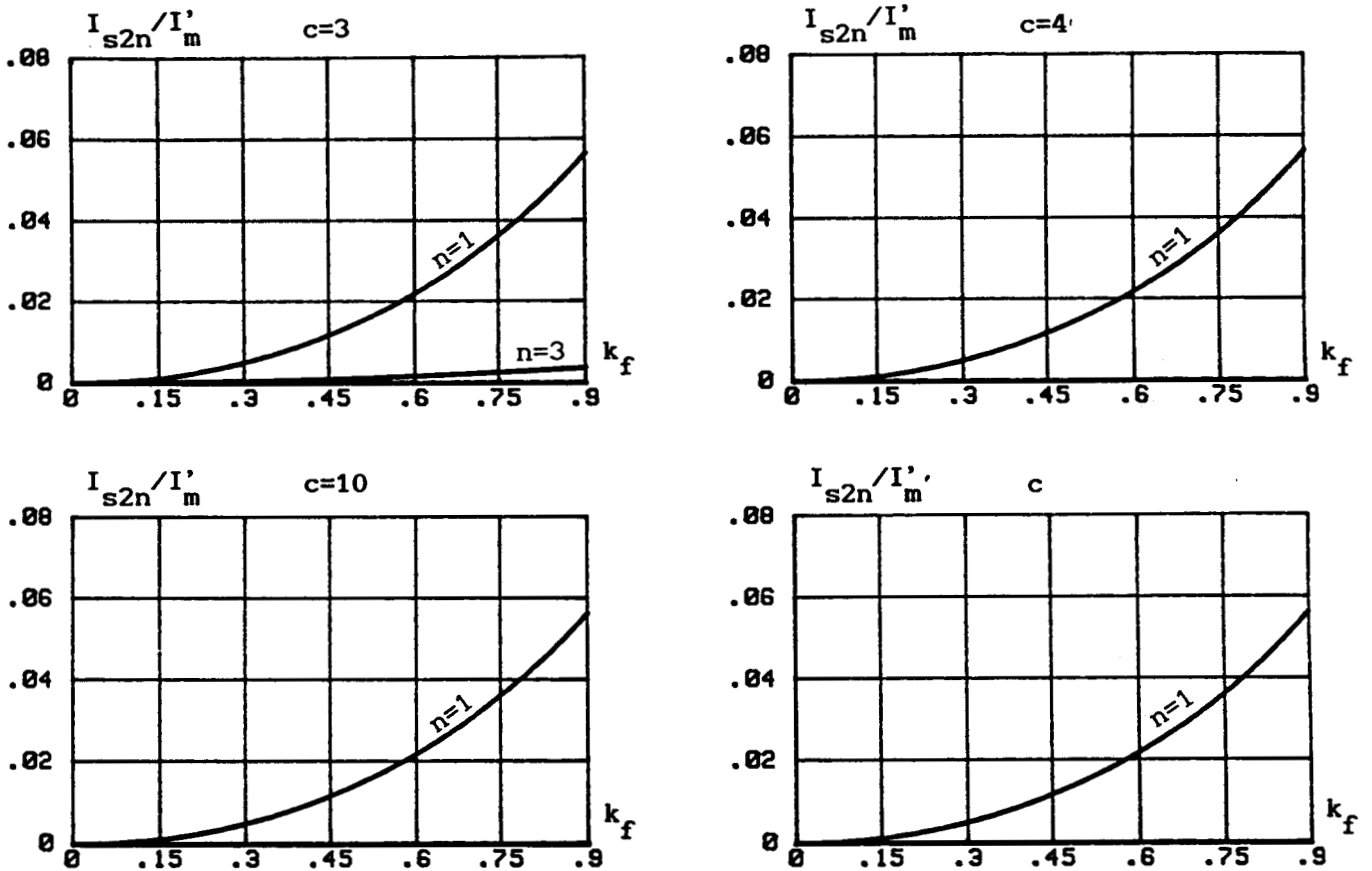 I_s2n/I'_m c=3
.08
.06
.04
.02
0
n=1
n=3
k_f
0 .15 .3 .45 .6 .75 .9
I_s2n/I'_m c=4
.08
.06
.04
.02
0
n=1
k_f
0 .15 .3 .45 .6 .75 .9
I_s2n/I'_m c=10
.08
.06
.04
.02
0
n=1
k_f
0 .15 .3 .45 .6 .75 .9
I_s2n/I'_m c
.08
.06
.04
.02
0
n=1
k_f
0 .15 .3 .45 .6 .75 .9